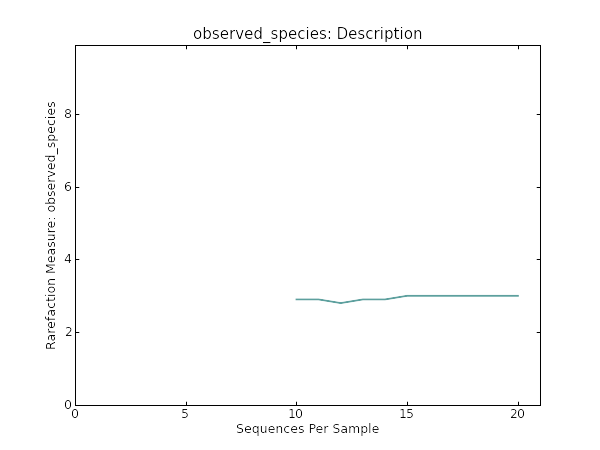 observed_species: Description
Rarefaction Measure: observed_species
8
6
4
2
0
0 5 10 15 20
Sequences Per Sample